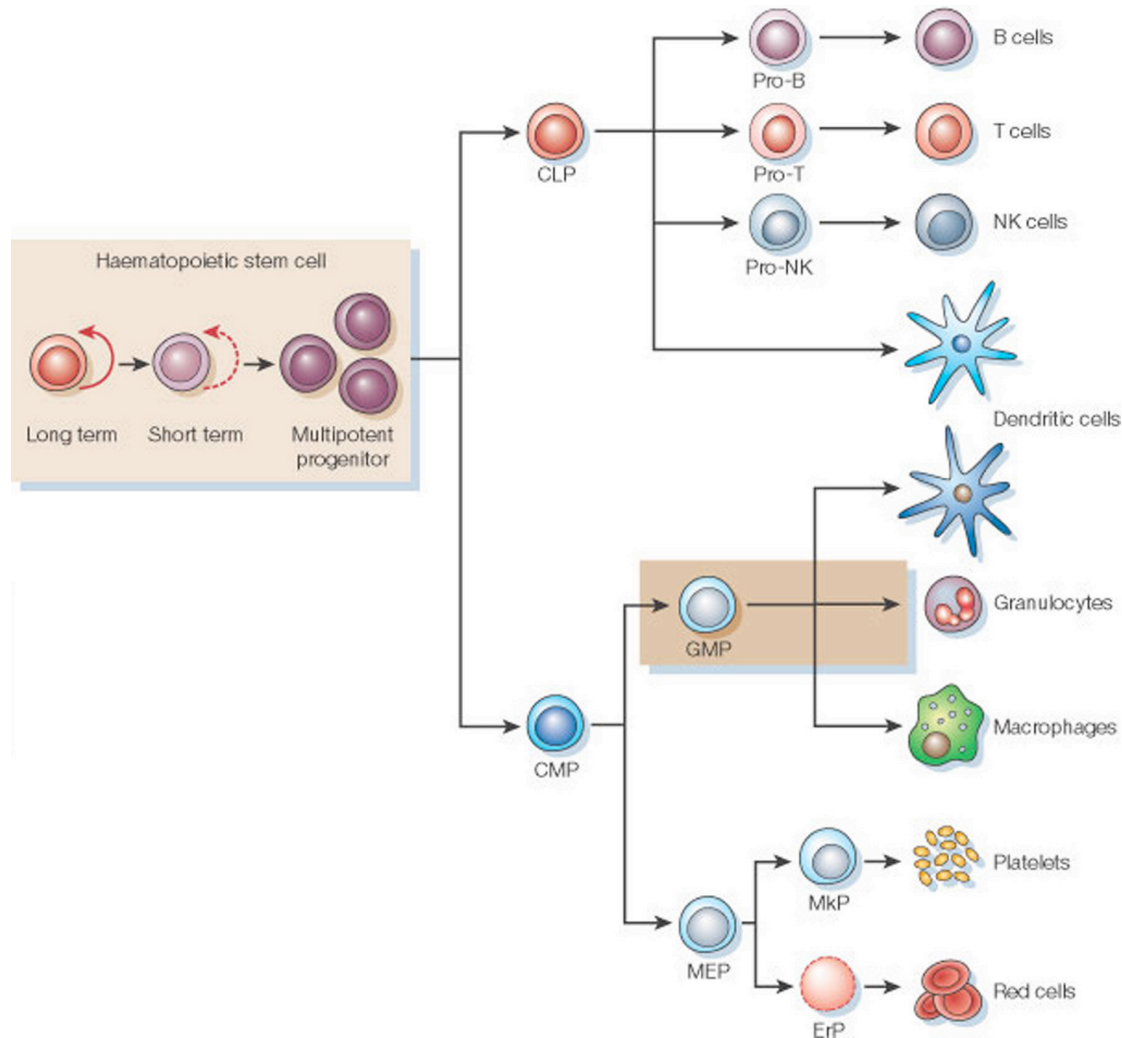 B cells
Pro-B
T cells
CLP
Pro-T
NK cells
Pro-NK
Haematopoietic stem cell
Long term
Short term
Multipotent
progenitor
Dendritic cells
Granulocytes
GMP
Macrophages
CMP
Platelets
MkP
MEP
Red cells
ErP